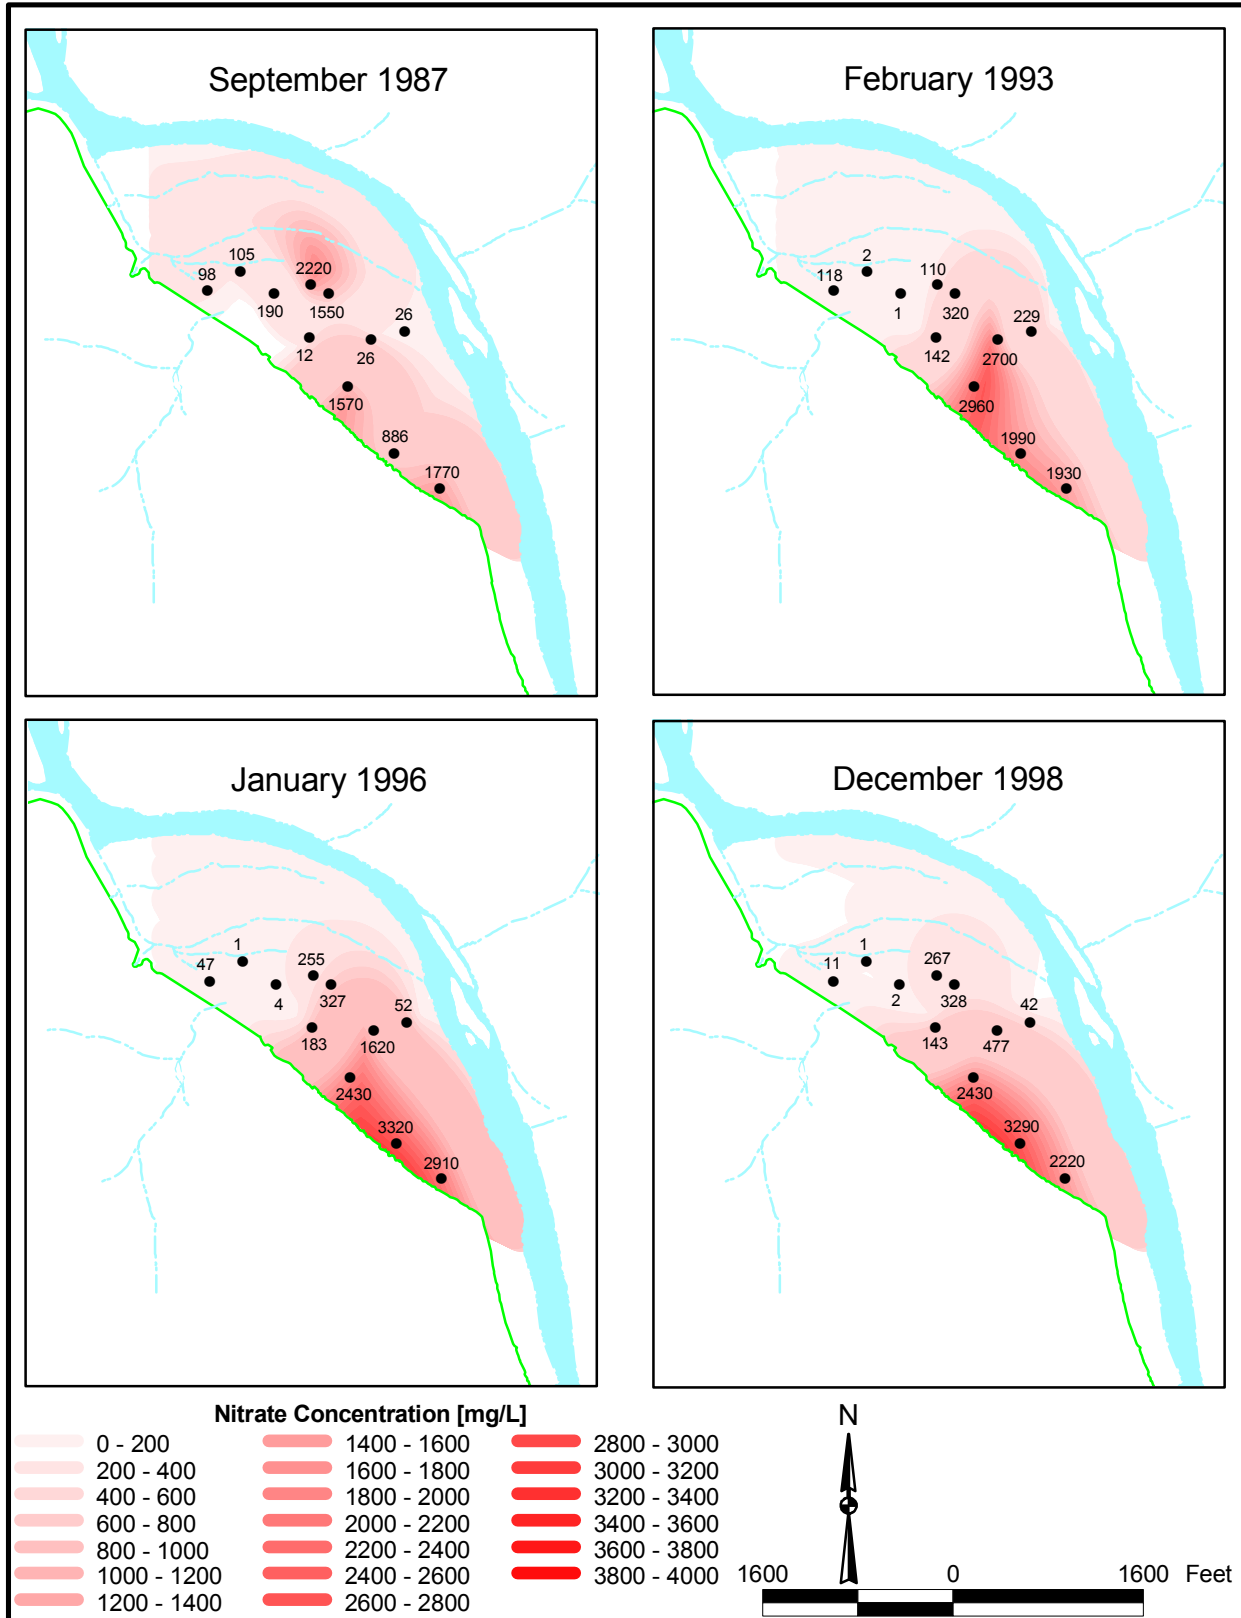 September 1987
105
98
2220
190
1550
26
12
26
1570
886
1770
February 1993
2
118
110
1
320
229
142
2700
2960
1990
1930
January 1996
1
47
255
4
327
52
183
1620
2430
3320
2910
December 1998
1
11
267
2
328
42
143
477
2430
3290
2220
Nitrate Concentration [mg/L]
0 - 200
200 - 400
400 - 600
600 - 800
800 - 1000
1000 - 1200
1200 - 1400
1400 - 1600
1600 - 1800
1800 - 2000
2000 - 2200
2200 - 2400
2400 - 2600
2600 - 2800
2800 - 3000
3000 - 3200
3200 - 3400
3400 - 3600
3600 - 3800
3800 - 4000
N
1600 0 1600 Feet